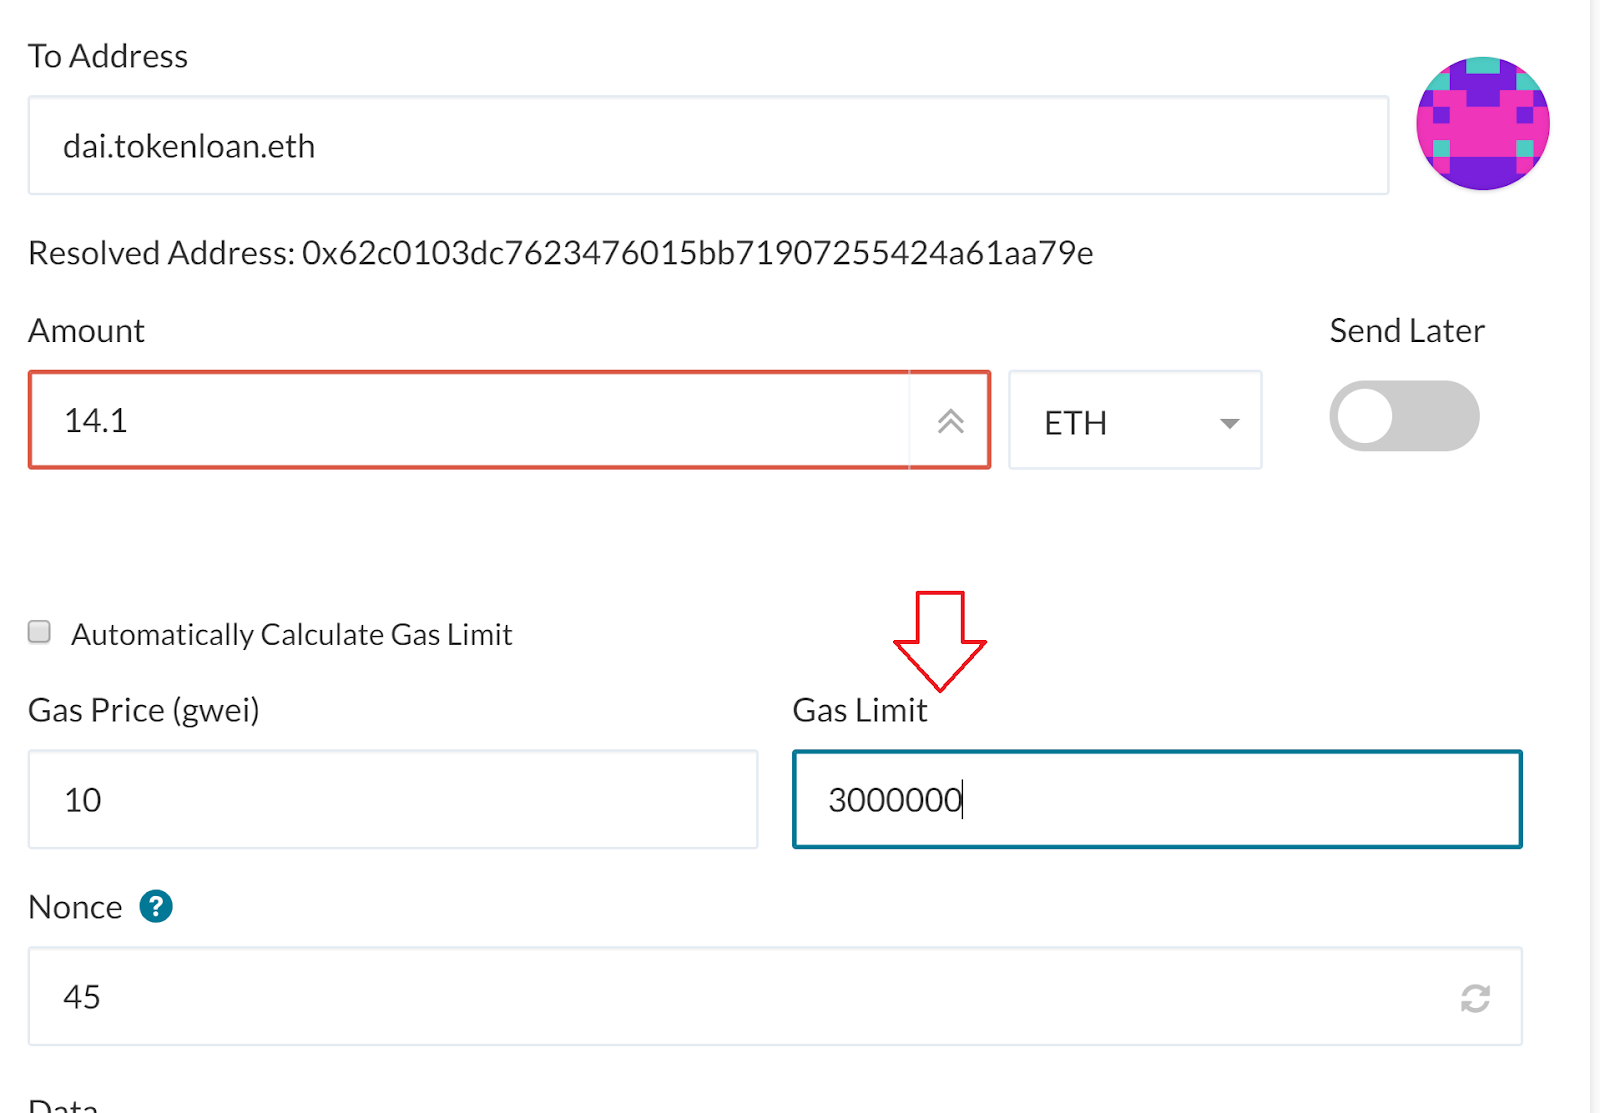 To Address
dai.tokenloan.eth
Resolved Address: 0x62c0103dc7623476015bb71907255424a61aa79e
Amount
Send Later
14.1
ETH
Automatically Calculate Gas Limit
Gas Price (gwei)
Gas Limit
10
3000000
Nonce ?
45
Data